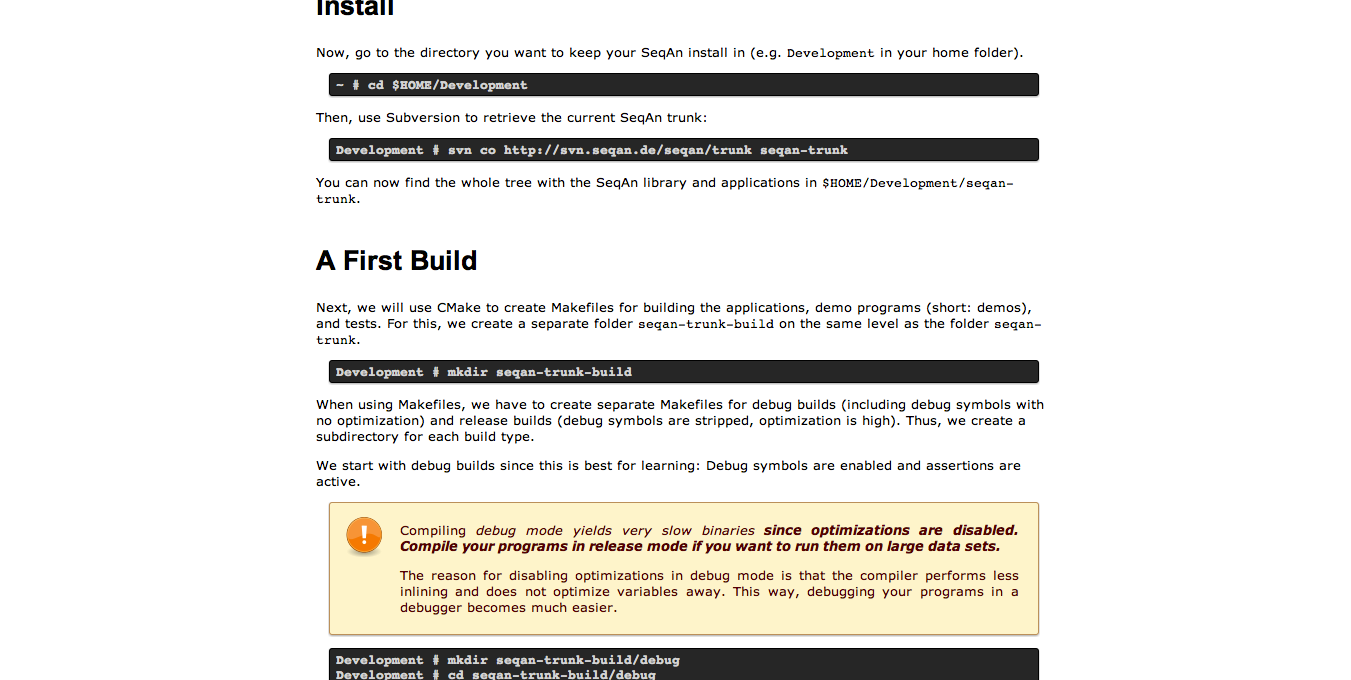 Install
Now, go to the directory you want to keep your SeqAn install in (e.g. Development in your home folder).
~ # cd $HOME/Development
Then, use Subversion to retrieve the current SeqAn trunk:
Development # svn co http://svn.seqan.de/seqan/trunk seqan-trunk
You can now find the whole tree with the SeqAn library and applications in $HOME/Development/seqan-
trunk.
A First Build
Next, we will use CMake to create Makefiles for building the applications, demo programs (short: demos),
and tests. For this, we create a separate folder seqan-trunk-build on the same level as the folder seqan-
trunk.
Development # mkdir seqan-trunk-build
When using Makefiles, we have to create separate Makefiles for debug builds (including debug symbols with
no optimization) and release builds (debug symbols are stripped, optimization is high). Thus, we create a
subdirectory for each build type.
We start with debug builds since this is best for learning: Debug symbols are enabled and assertions are
active.
Compiling debug mode yields very slow binaries since optimizations are disabled.
Compile your programs in release mode if you want to run them on large data sets.
The reason for disabling optimizations in debug mode is that the compiler performs less
inlining and does not optimize variables away. This way, debugging your programs in a
debugger becomes much easier.
Development # mkdir seqan-trunk-build/debug
Development # cd seqan-trunk-build/debug